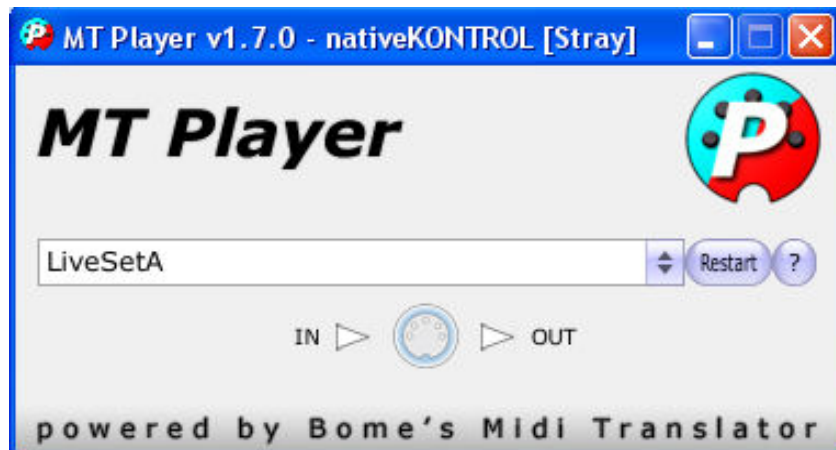 MT Player v1.7.0 - nativeKONTROL [Stray]
MT Player
P
LiveSetA
Restart
?
IN
OUT
powered by Bome's Midi Translator